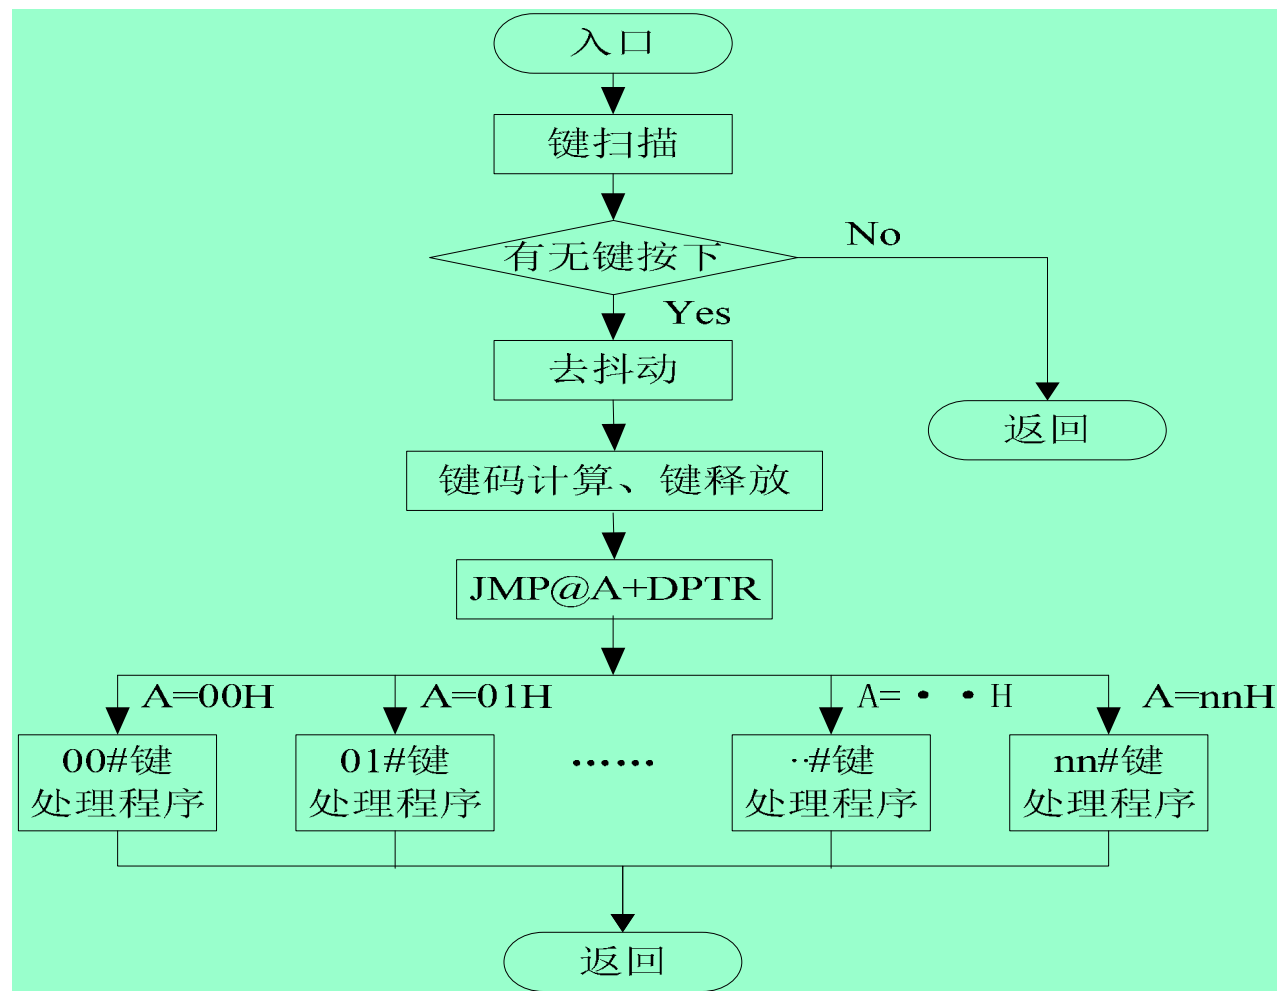 入口
键扫描
有无键按下
No
Yes
去抖动
返回
键码计算、键释放
JMP@A+DPTR
A=00H
A=01H
A=··H
A=nnH
00#键
处理程序
01#键
处理程序
······
··#键
处理程序
nn#键
处理程序
返回